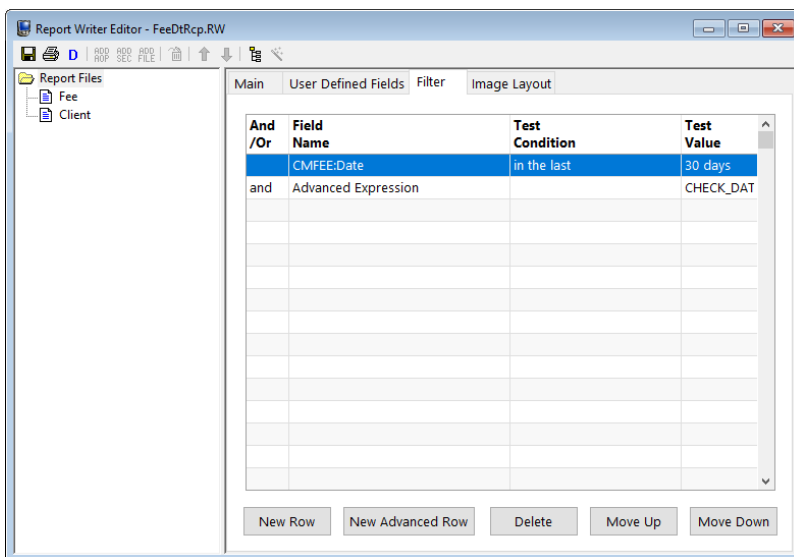 Report Writer Editor - FeeDtRcp.RW
D ADD AOP ADD SEC ADD FILE
Report Files
Fee
Client
Main User Defined Fields Filter Image Layout
And /Or Field Name Test Condition Test Value
CMFEE:Date in the last 30 days
and Advanced Expression CHECK_DAT
New Row New Advanced Row Delete Move Up Move Down